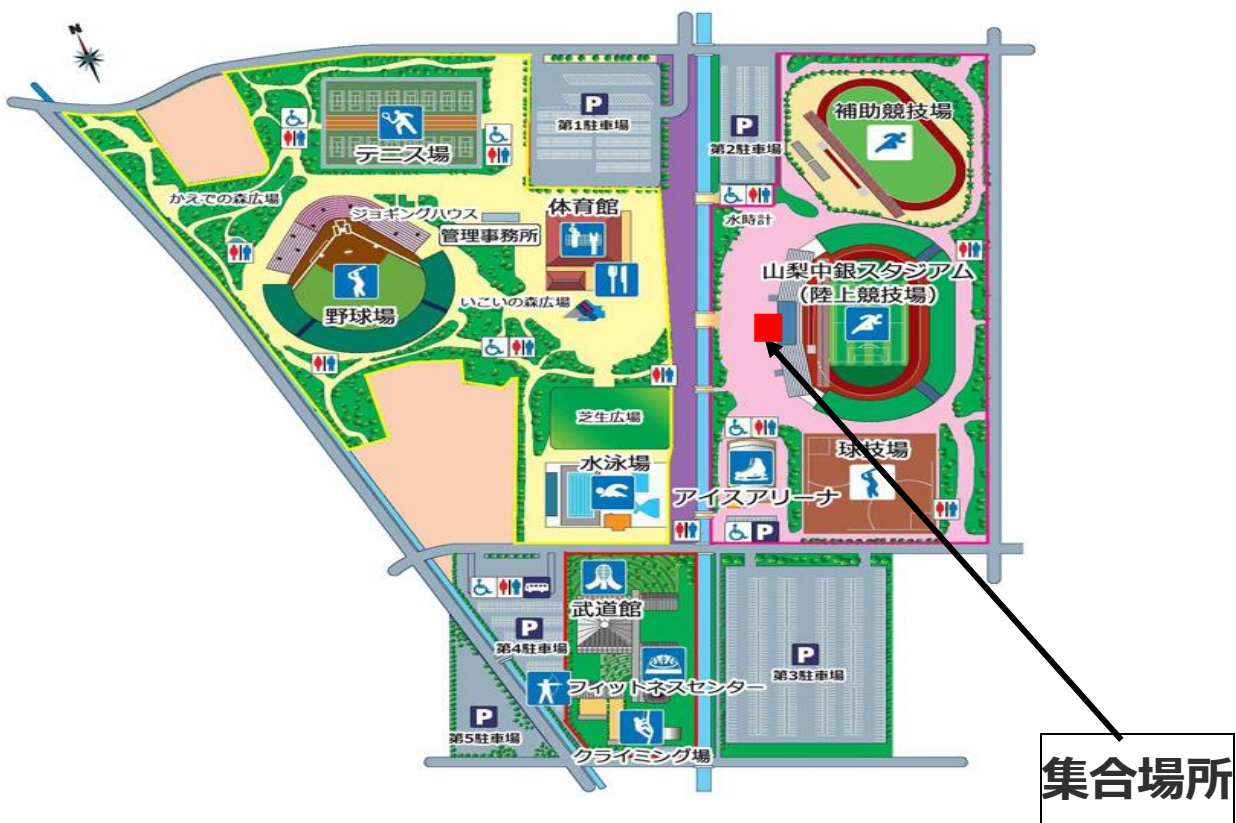 N
P
第1駐車場
P
第2駐車場
補助競技場
テニス場
かえでの森広場
ジョギングハウス
管理事務所
体育館
水時計
山梨中銀スタジアム
(陸上競技場)
野球場
いこいの森広場
芝生広場
水泳場
球技場
アイスアリーナ
P
武道館
P
第4駐車場
フィットネスセンター
P
第3駐車場
P
第5駐車場
クライミング場
集合場所